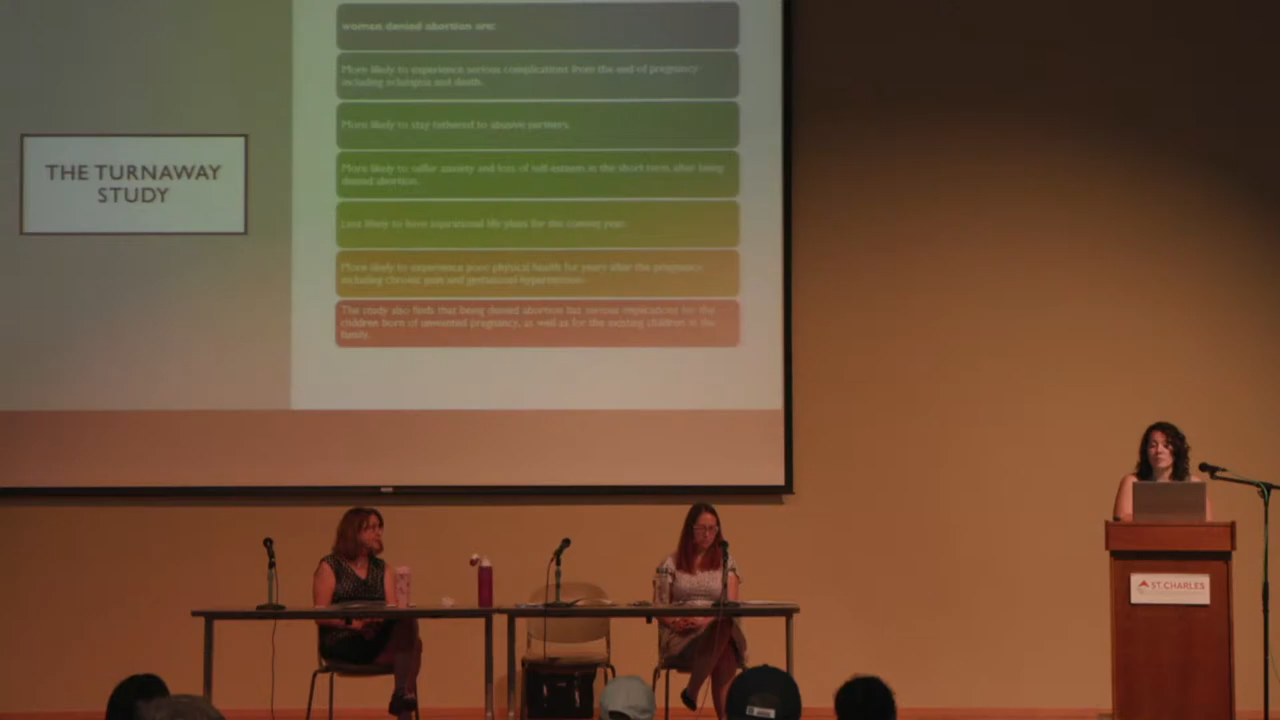 THE TURNAWAY
STUDY
women denied abortion are:
More likely to experience serious complications from the end of pregnancy
including eclampsia and death.
More likely to stay tethered to abusive partners.
More likely to suffer anxiety and loss of self-esteem in the short term after being
denied abortion.
Less likely to have aspirational life plans for the coming year.
More likely to experience poor physical health for years after the pregnancy,
including chronic pain and gestational hypertension.
The study also finds that being denied abortion has serious implications for the
children born of unwanted pregnancy, as well as for the existing children in the
family.
ST. CHARLES